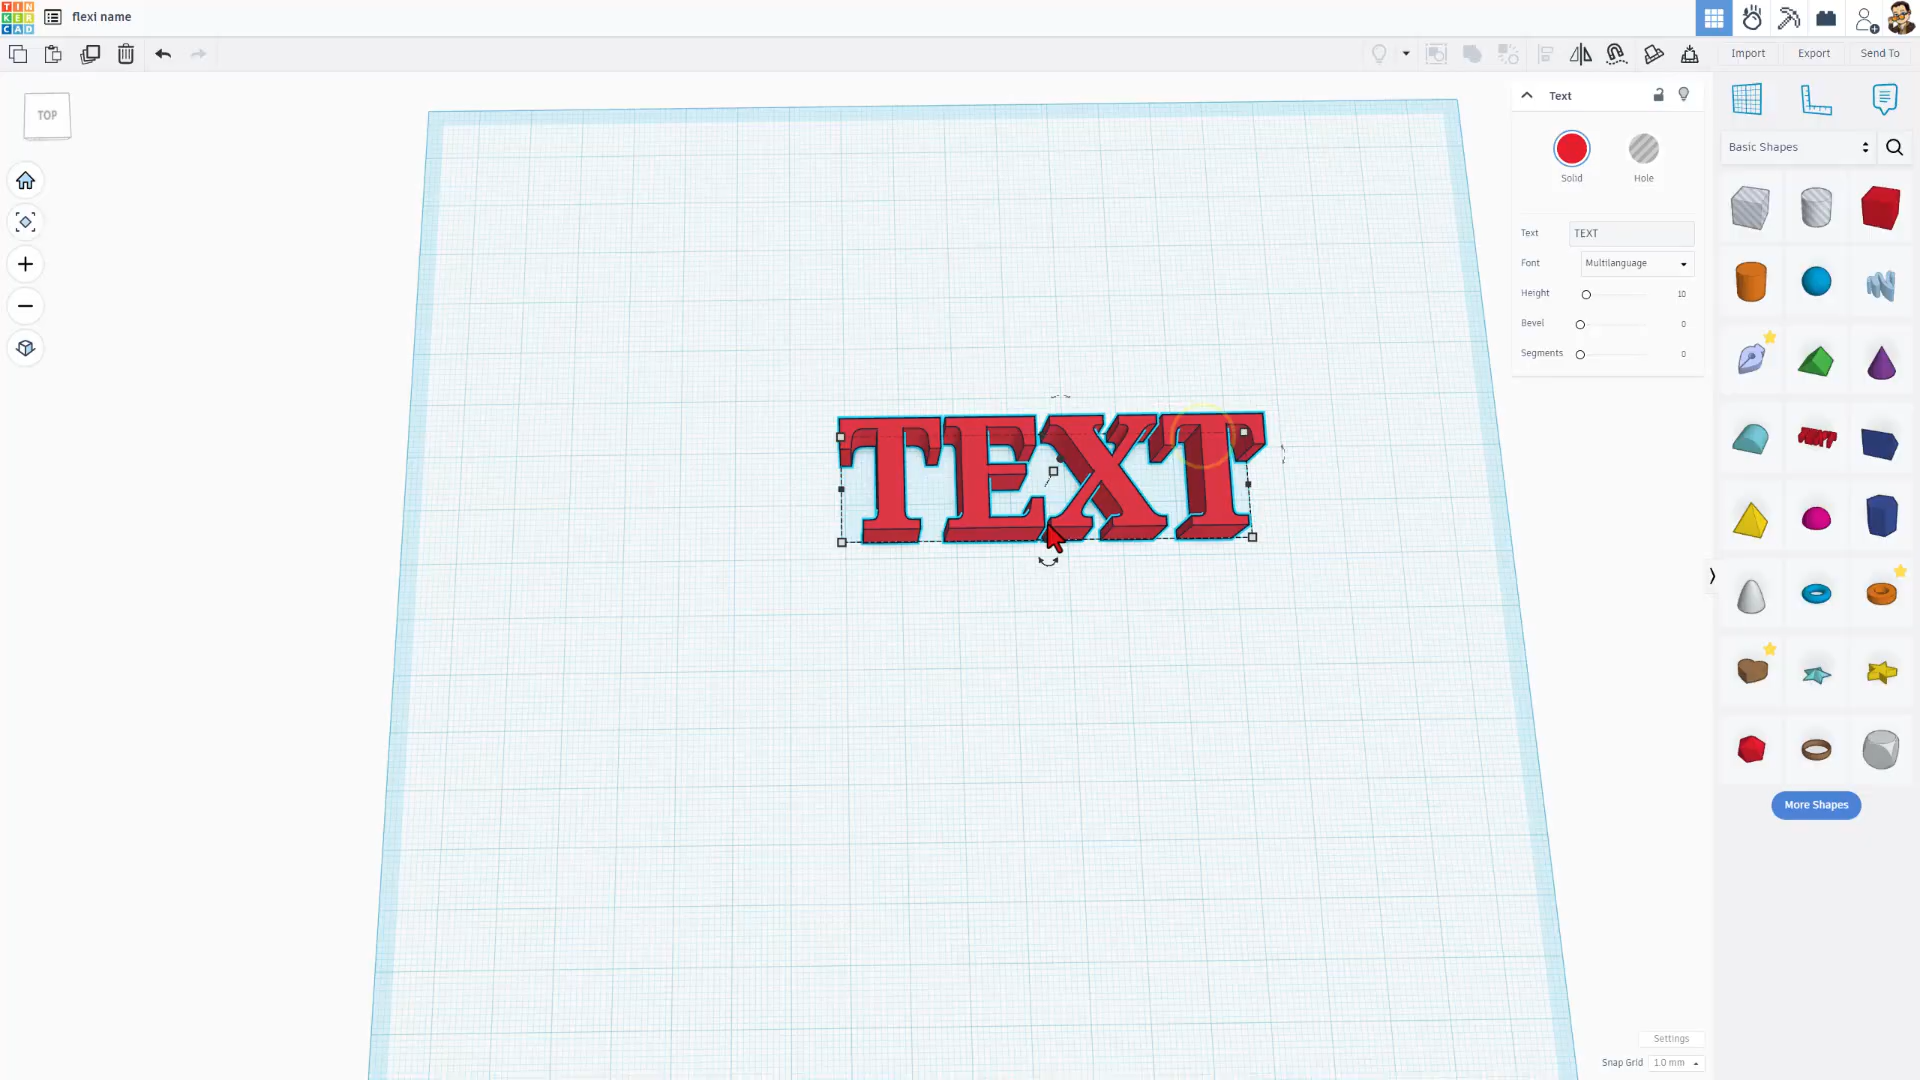 TIN
KER
CAD
flexi name
Import
Export
Send To
TOP
Text
Solid
Hole
Text
TEXT
Font
Multilanguage
Height
10
Bevel
0
Segments
0
Basic Shapes
TEXT
More Shapes
Settings
Snap Grid
1.0 mm